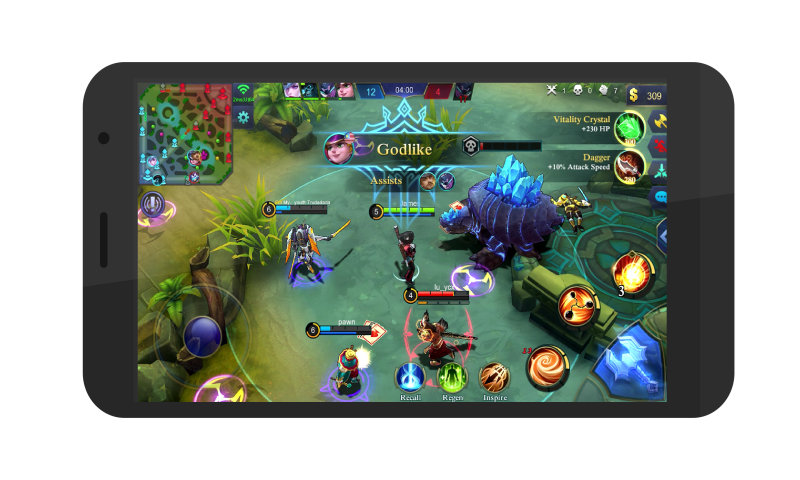 12 04:00 4
1 0 7
309
Vitality Crystal
+230 HP
Dagger
+10% Attack Speed
Godlike
Assists
6
5
lu_ycx
4
pawn
6
3
Recall Regen Inspire